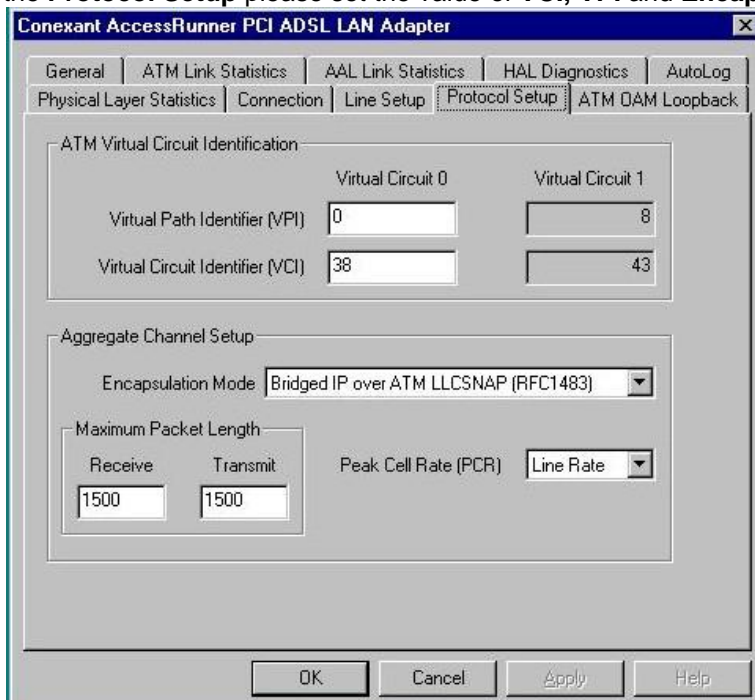 the Protocol Setup please set the value of VCI, VPI and Encap
Conexant AccessRunner PCI ADSL LAN Adapter
General ATM Link Statistics AAL Link Statistics HAL Diagnostics AutoLog
Physical Layer Statistics Connection Line Setup Protocol Setup ATM OAM Loopback
ATM Virtual Circuit Identification
Virtual Circuit 0 Virtual Circuit 1
Virtual Path Identifier (VPI) 0 8
Virtual Circuit Identifier (VCI) 38 43
Aggregate Channel Setup
Encapsulation Mode Bridged IP over ATM LLCSNAP (RFC1483)
Maximum Packet Length
Receive Transmit Peak Cell Rate (PCR) Line Rate
1500 1500
OK Cancel Apply Help